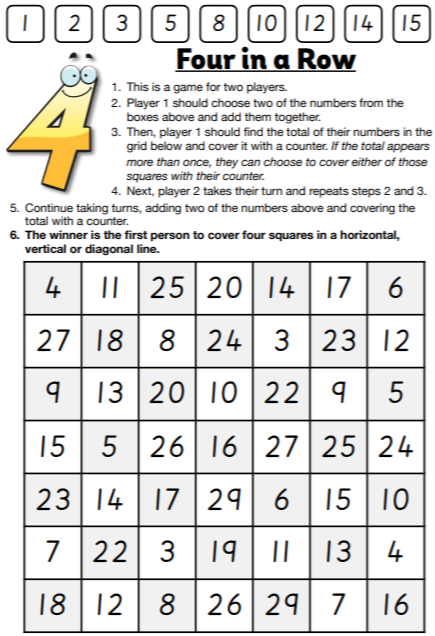 1 2 3 5 8 10 12 14 15
Four in a Row
4
1. This is a game for two players.
2. Player 1 should choose two of the numbers from the
boxes above and add them together.
3. Then, player 1 should find the total of their numbers in the
grid below and cover it with a counter. If the total appears
more than once, they can choose to cover either of those
squares with their counter.
4. Next, player 2 takes their turn and repeats steps 2 and 3.
5. Continue taking turns, adding two of the numbers above and covering the
total with a counter.
6. The winner is the first person to cover four squares in a horizontal,
vertical or diagonal line.
4 11 25 20 14 17 6
27 18 8 24 3 23 12
9 13 20 10 22 9 5
15 5 26 16 27 25 24
23 14 17 29 6 15 10
7 22 3 19 11 13 4
18 12 8 26 29 7 16